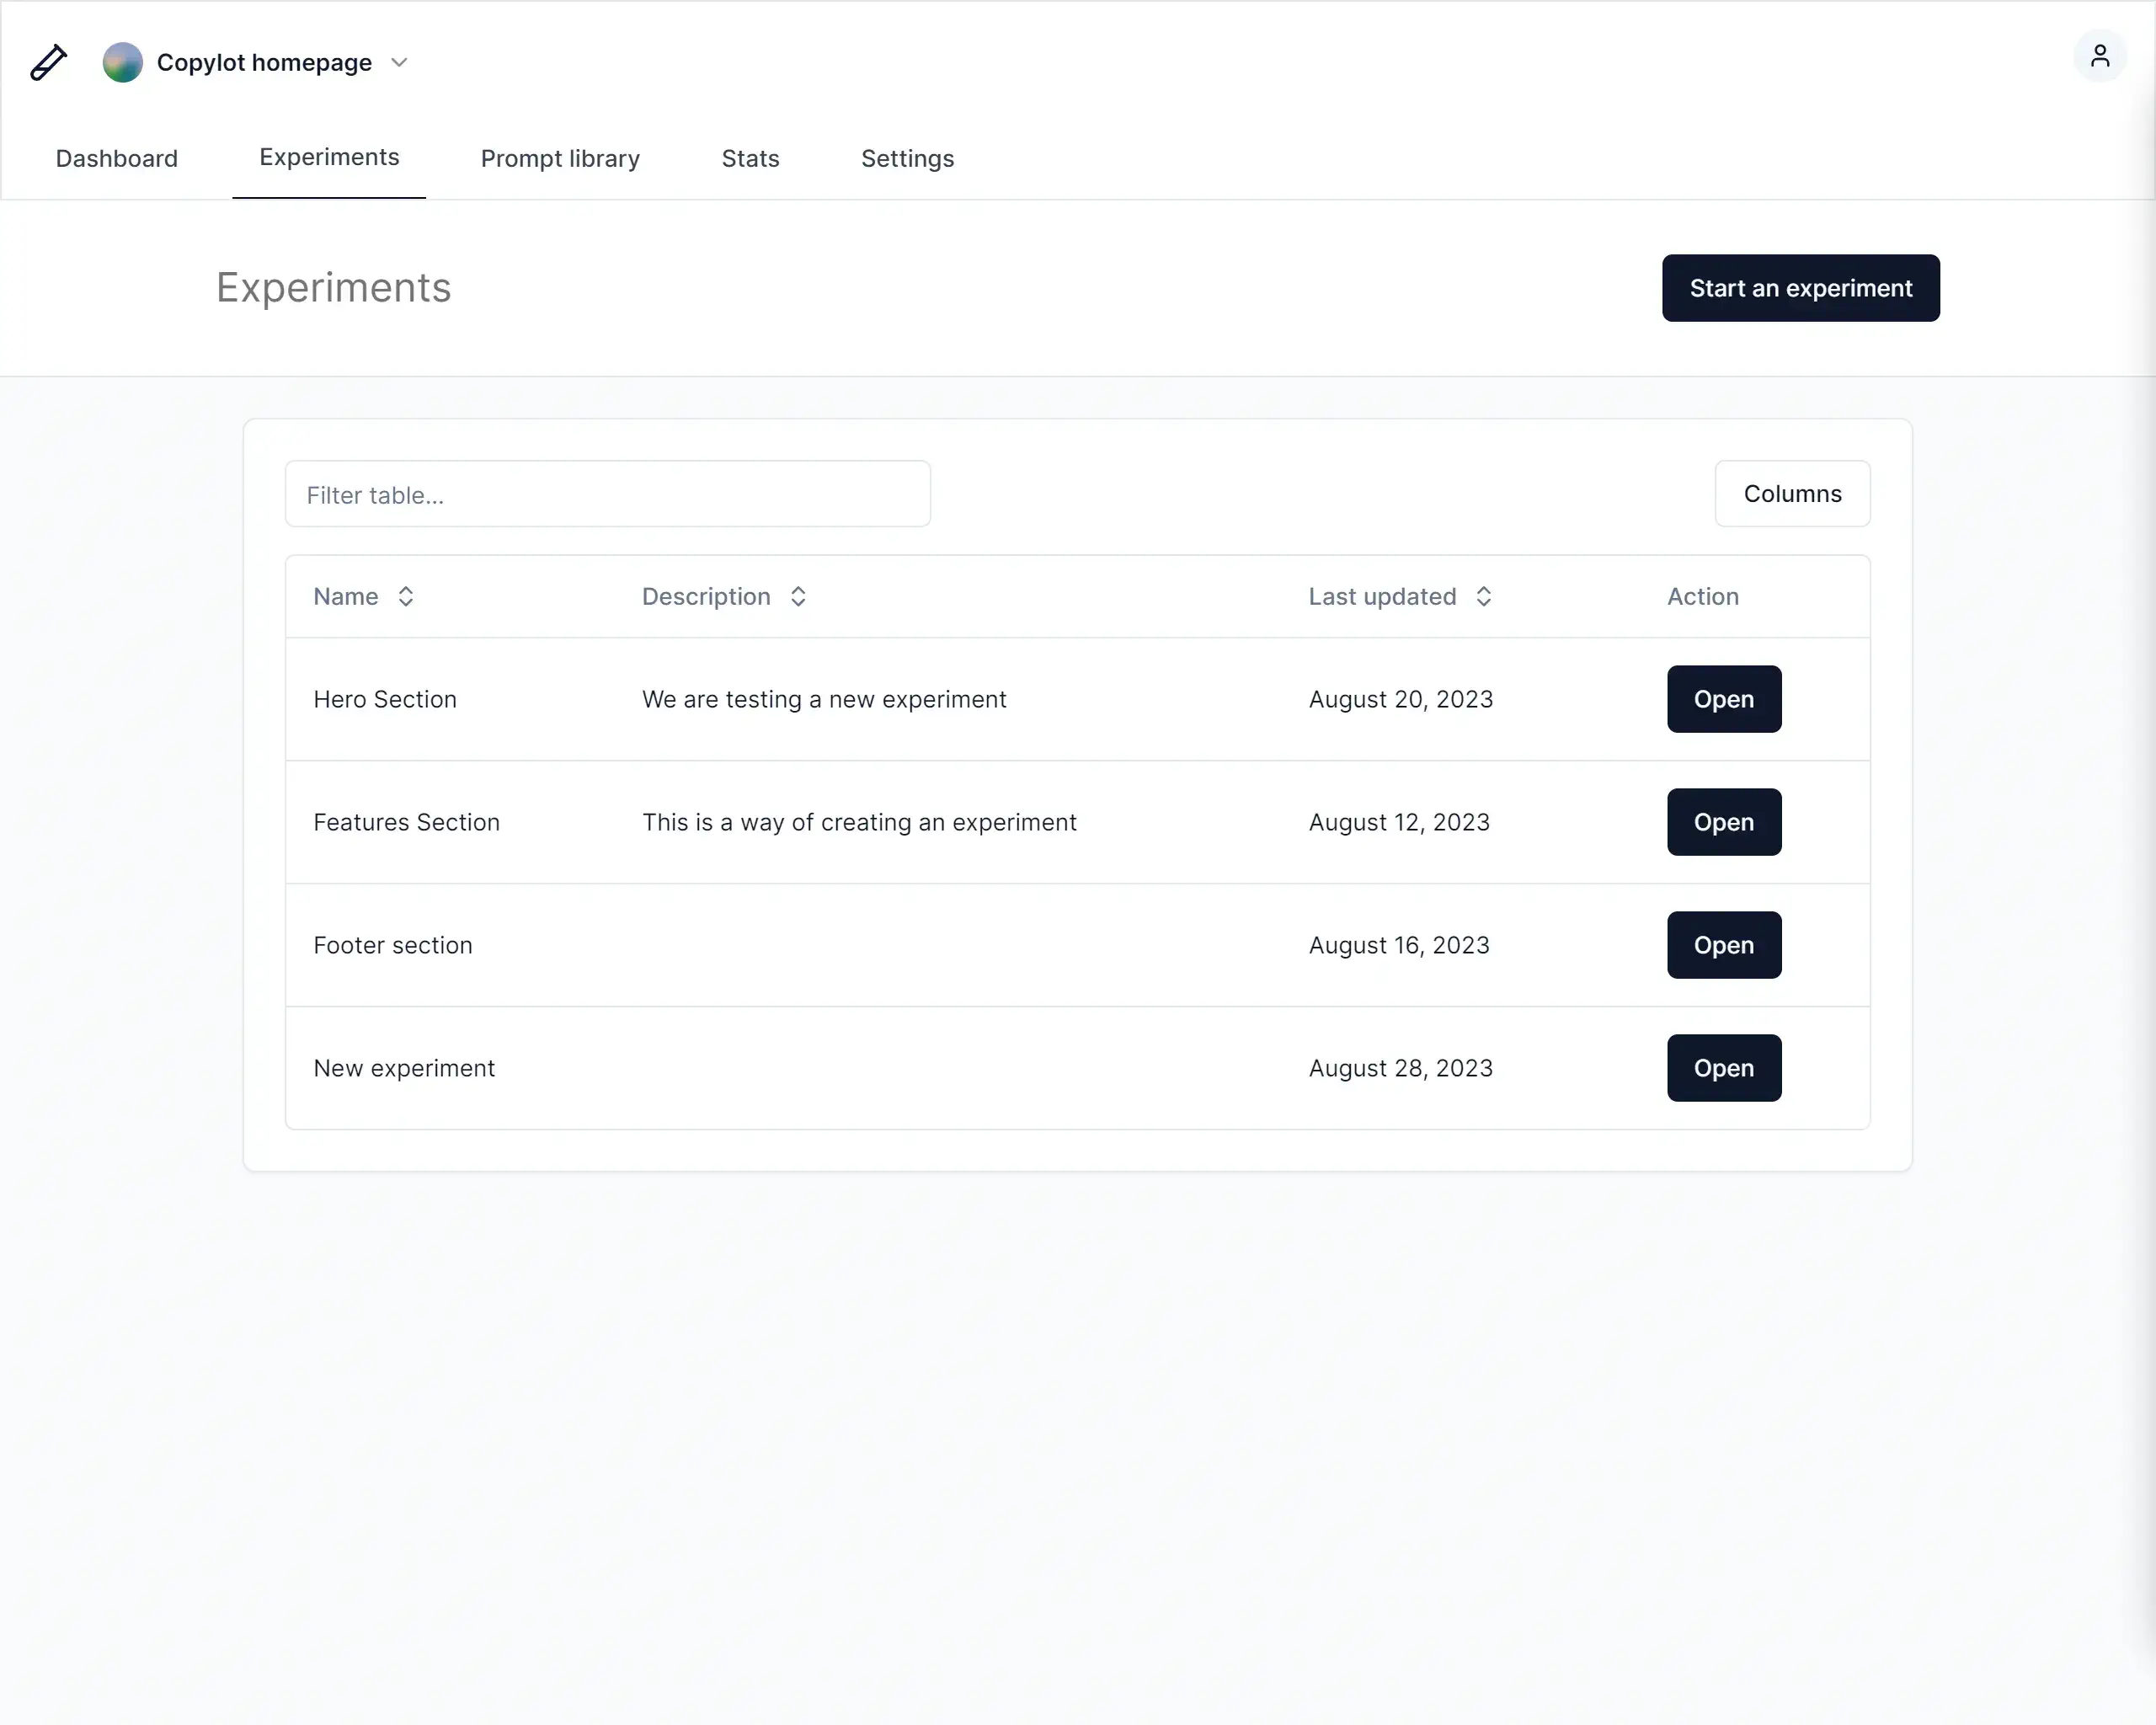 Copylot homepage
Dashboard Experiments Prompt library Stats Settings
Experiments
Start an experiment
Filter table...
Columns
Name Description Last updated Action
Hero Section We are testing a new experiment August 20, 2023 Open
Features Section This is a way of creating an experiment August 12, 2023 Open
Footer section August 16, 2023 Open
New experiment August 28, 2023 Open